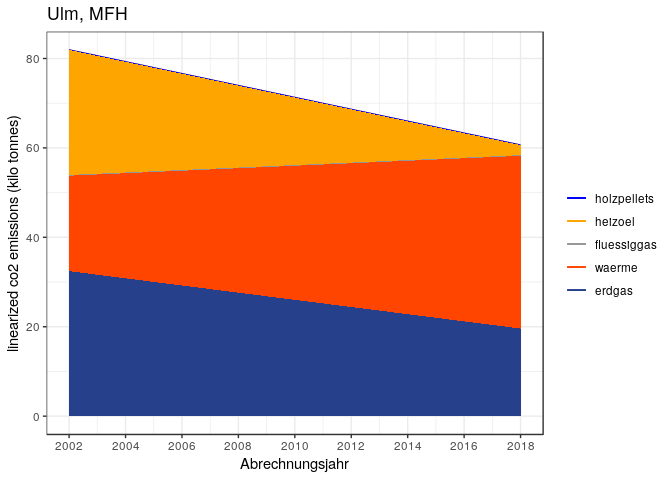 Ulm, MFH
linearized co2 emissions (kilo tonnes)
80
60
40
20
0
2002 2004 2006 2008 2010 2012 2014 2016 2018
Abrechnungsjahr
holzpellets
heizoel
fluessiggas
waerme
erdgas